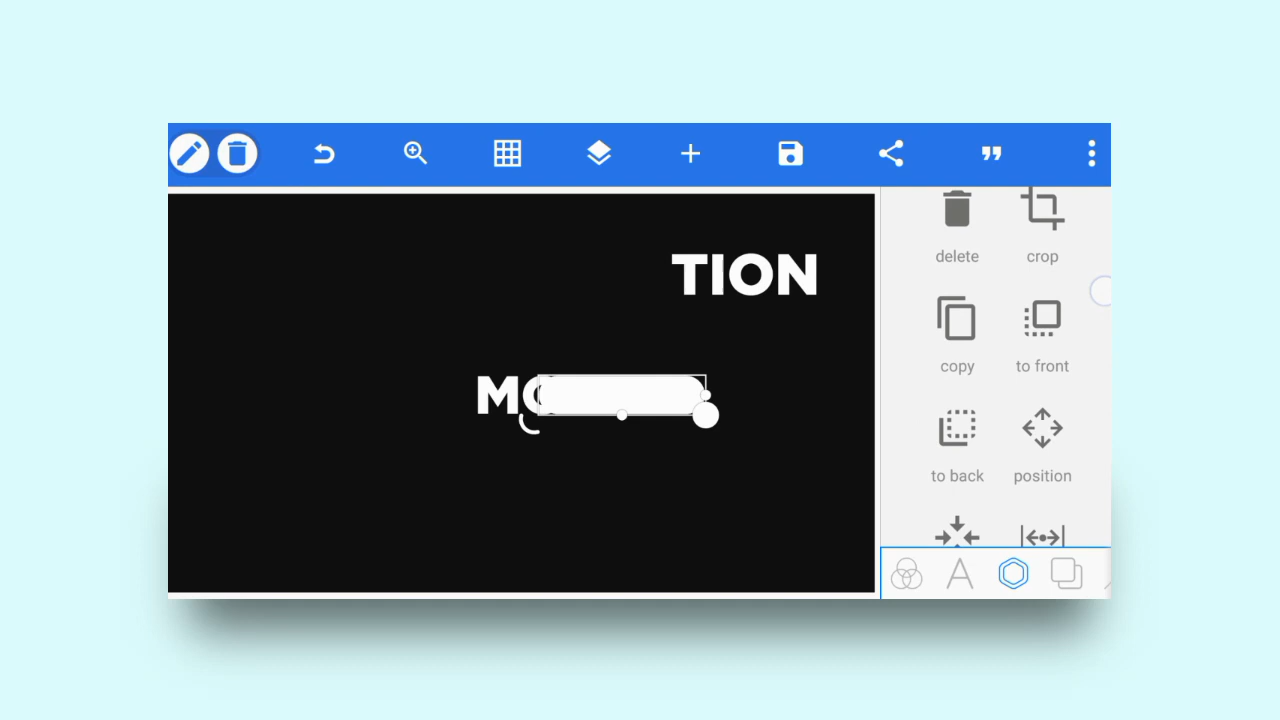 TION
MO
delete
crop
copy
to front
to back
position